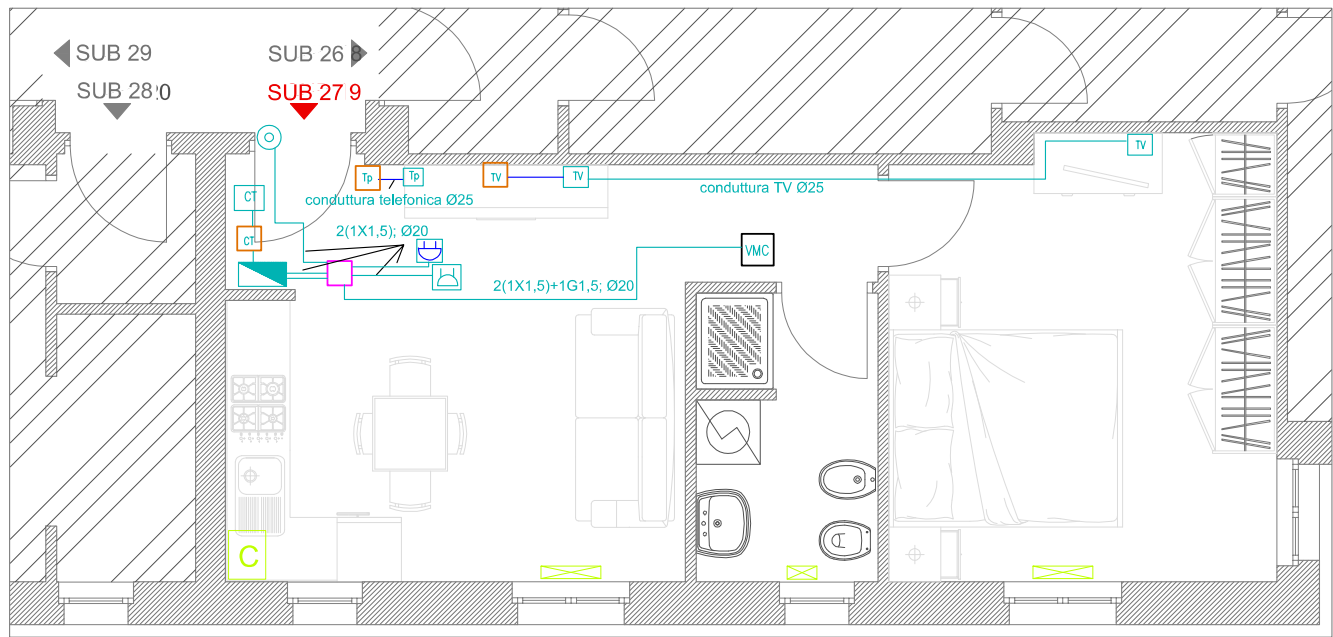 SUB 29
SUB 26 8
SUB 28 0
SUB 27 9
Tp
Tp
TV
TV
TV
conduttura TV Ø25
conduttura telefonica Ø25
CT
CT
2(1X1,5); Ø20
VMC
2(1X1,5)+1G1,5; Ø20
C